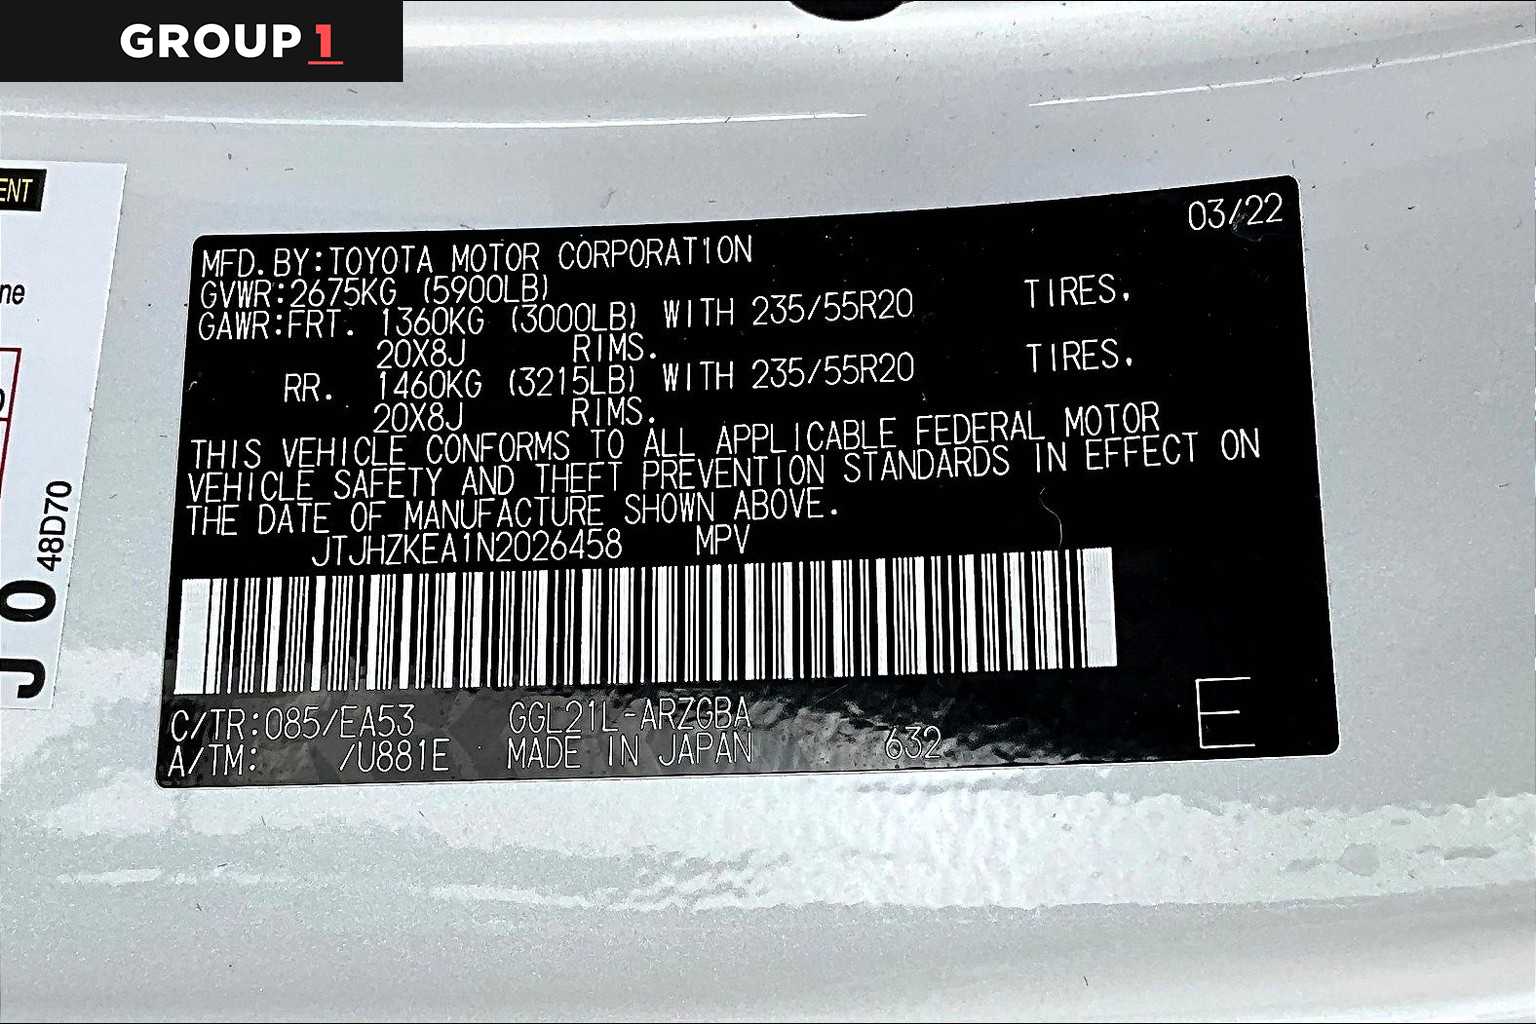 GROUP 1
ENT
ne
48D70
J 0
03/22
MFD. BY: TOYOTA MOTOR CORPORATION
GVWR: 2675KG (5900LB)
GAWR: FRT. 1360KG (3000LB) WITH 235/55R20 TIRES.
20X8J RIMS.
RR. 1460KG (3215LB) WITH 235/55R20 TIRES.
20X8J RIMS.
THIS VEHICLE CONFORMS TO ALL APPLICABLE FEDERAL MOTOR
VEHICLE SAFETY AND THEFT PREVENTION STANDARDS IN EFFECT ON
THE DATE OF MANUFACTURE SHOWN ABOVE.
JTJHZKEA1N2026458 MPV
C/TR: 085/EA53 GGL21L-ARZGBA
A/TM: /U881E MADE IN JAPAN 632
E